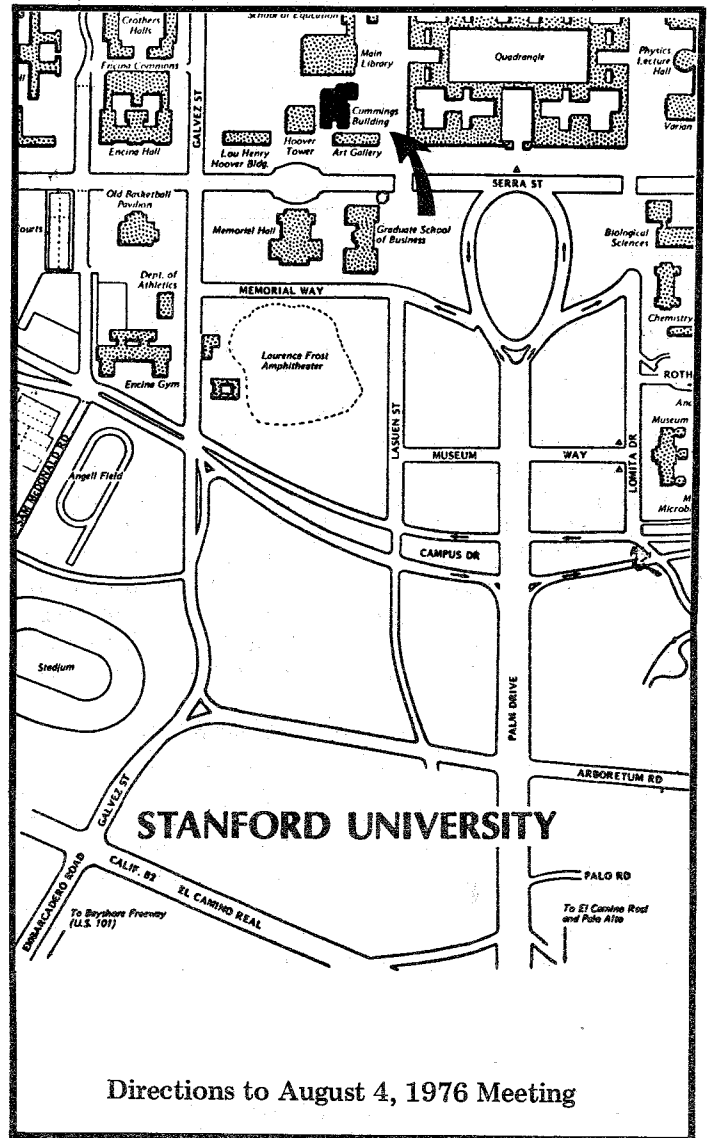 School of Education
Crothers
Halls
Encina Commons
Encina Hall
GALVEZ ST
Main
Library
Cummings
Building
Hoover
Tower
Lou Henry
Hoover Bldg.
Art Gallery
Quadrangle
Physics
Lecture
Hall
Varian
SERRA ST
Old Basketball
Pavilion
ourts
Memorial Hall
Graduate School
of Business
Biological
Sciences
Dept. of
Athletics
MEMORIAL WAY
Chemistry
Encina Gym
Laurence Frost
Amphitheater
ROTH
LASUEN ST
MUSEUM WAY
LOMITA DR
Museum
Microbi
SAM McDONALD RD
Angell Field
CAMPUS DR
Stadium
PALM DRIVE
ARBORETUM RD
GALVEZ ST
STANFORD UNIVERSITY
EMBARCADERO ROAD
CALIF. 82 EL CAMINO REAL
PALO RD
To Bayshore Freeway
(U.S. 101)
To El Camino Real
and Palo Alto
Directions to August 4, 1976 Meeting